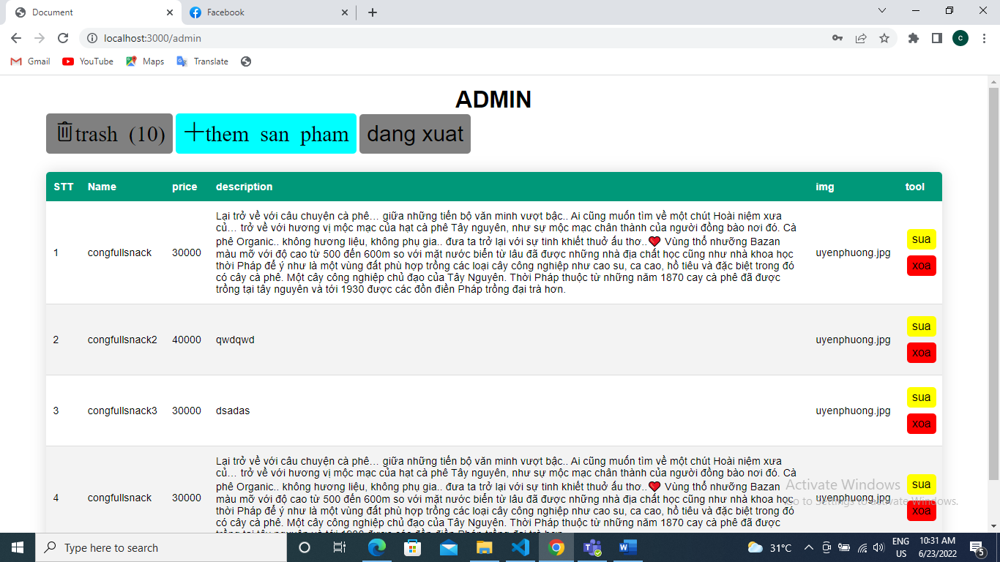 Document
Facebook
localhost:3000/admin
C
Gmail
YouTube
Maps
Translate
ADMIN
trash (10)
them san pham
dang xuat
STT Name price description img tool
Lại trở về với câu chuyện cà phê… giữa những tiến bộ văn minh vượt bậc.. Ai cũng muốn tìm về một chút Hoài niệm xưa
củ… trở về với hương vị mộc mạc của hạt cà phê Tây nguyên, như sự mộc mạc chân thành của người đồng bào nơi đó. Cà
phê Organic.. không hương liệu, không phụ gia.. đưa ta trở lại với sự tinh khiết thuở ấu thơ..❤ Vùng thổ nhưỡng Bazan
1 congfullsnack 30000 màu mỡ với độ cao từ 500 đến 600m so với mặt nước biển từ lâu đã được những nhà địa chất học cũng như nhà khoa học uyenphuong.jpg sua xoa
thời Pháp để ý như là một vùng đất phù hợp trồng các loại cây công nghiệp như cao su, ca cao, hồ tiêu và đặc biệt trong đó
có cây cà phê. Một cây công nghiệp chủ đạo của Tây Nguyên. Thời Pháp thuộc từ những năm 1870 cay cà phê đã được
trồng tại tây nguyên và tới 1930 được các đồn điền Pháp trồng đại trà hơn.
2 congfullsnack2 40000 qwdqwd uyenphuong.jpg sua xoa
3 congfullsnack3 30000 dsadas uyenphuong.jpg sua xoa
Lại trở về với câu chuyện cà phê… giữa những tiến bộ văn minh vượt bậc.. Ai cũng muốn tìm về một chút Hoài niệm xưa
củ… trở về với hương vị mộc mạc của hạt cà phê Tây nguyên, như sự mộc mạc chân thành của người đồng bào nơi đó. Cà
phê Organic.. không hương liệu, không phụ gia.. đưa ta trở lại với sự tinh khiết thuở ấu thơ..❤ Vùng thổ nhưỡng Bazan
4 congfullsnack 30000 màu mỡ với độ cao từ 500 đến 600m so với mặt nước biển từ lâu đã được những nhà địa chất học cũng như nhà khoa học uyenphuong.jpg sua xoa
thời Pháp để ý như là một vùng đất phù hợp trồng các loại cây công nghiệp như cao su, ca cao, hồ tiêu và đặc biệt trong đó
có cây cà phê. Một cây công nghiệp chủ đạo của Tây Nguyên. Thời Pháp thuộc từ những năm 1870 cay cà phê đã được
Activate Windows
Go to Settings to activate Windows.
Type here to search
31°C
ENG
US
10:31 AM
6/23/2022
5